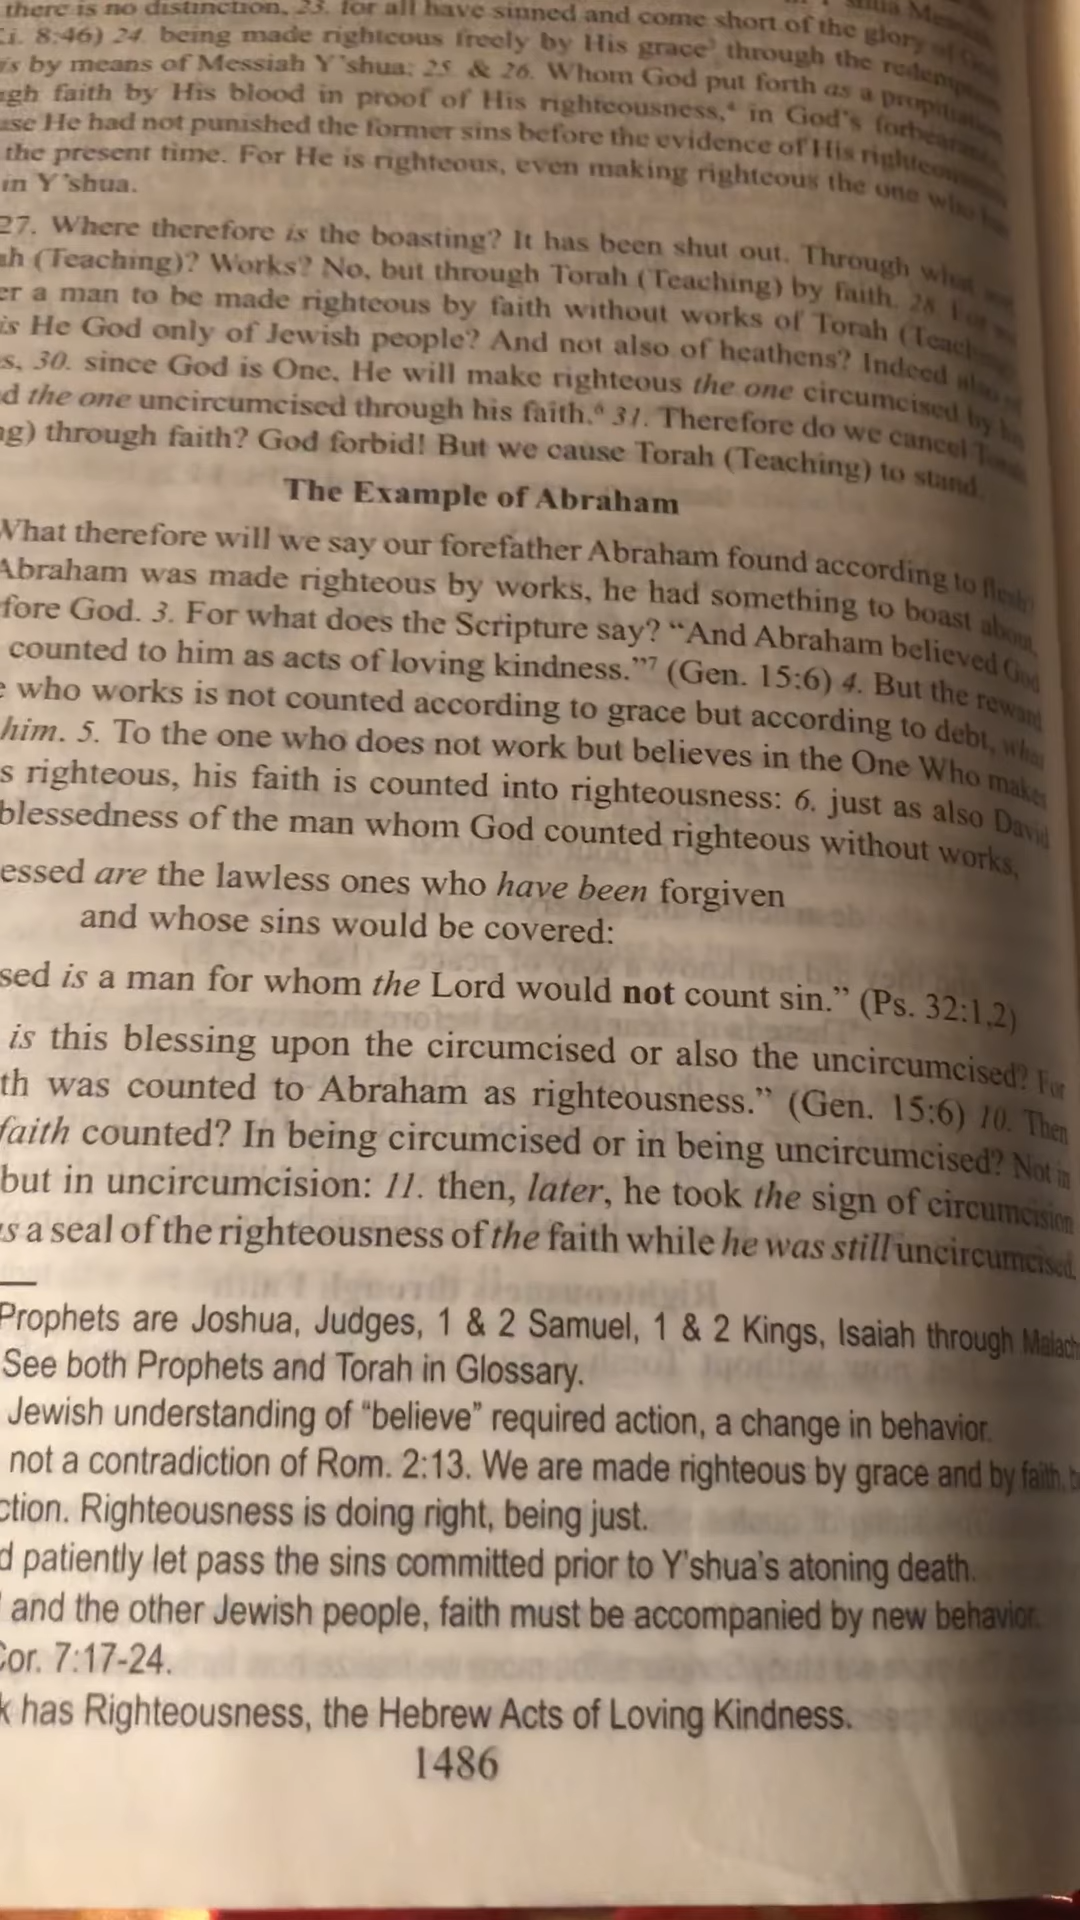 there is no distinction, 23. for all have sinned and come short of the glory of God
Ki. 8:46) 24. being made righteous freely by His grace³ through the redemption
is by means of Messiah Y'shua: 25 & 26. Whom God put forth as a propitiation
ugh faith by His blood in proof of His righteousness,⁴ in God's forbearance,
use He had not punished the former sins before the evidence of His righteousness
the present time. For He is righteous, even making righteous the one who has
in Y'shua.
27. Where therefore is the boasting? It has been shut out. Through what
ah (Teaching)? Works? No, but through Torah (Teaching) by faith. 28. For we
er a man to be made righteous by faith without works of Torah (Teaching)
is He God only of Jewish people? And not also of heathens? Indeed also of
s, 30. since God is One, He will make righteous the one circumcised by his
d the one uncircumcised through his faith.⁶ 31. Therefore do we cancel Torah
ng) through faith? God forbid! But we cause Torah (Teaching) to stand.
The Example of Abraham
What therefore will we say our forefather Abraham found according to flesh?
Abraham was made righteous by works, he had something to boast about,
fore God. 3. For what does the Scripture say? “And Abraham believed God
counted to him as acts of loving kindness.”⁷ (Gen. 15:6) 4. But the reward
e who works is not counted according to grace but according to debt, what
him. 5. To the one who does not work but believes in the One Who makes
s righteous, his faith is counted into righteousness: 6. just as also David
blessedness of the man whom God counted righteous without works,
essed are the lawless ones who have been forgiven
and whose sins would be covered:
sed is a man for whom the Lord would not count sin.” (Ps. 32:1,2)
is this blessing upon the circumcised or also the uncircumcised? For
th was counted to Abraham as righteousness.” (Gen. 15:6) 10. Then
faith counted? In being circumcised or in being uncircumcised? Not in
but in uncircumcision: 11. then, later, he took the sign of circumcision
as a seal of the righteousness of the faith while he was still uncircumcised.
Prophets are Joshua, Judges, 1 & 2 Samuel, 1 & 2 Kings, Isaiah through Malach
See both Prophets and Torah in Glossary.
Jewish understanding of “believe” required action, a change in behavior.
not a contradiction of Rom. 2:13. We are made righteous by grace and by faith, b
ction. Righteousness is doing right, being just.
d patiently let pass the sins committed prior to Y'shua's atoning death.
and the other Jewish people, faith must be accompanied by new behavior.
Cor. 7:17-24.
k has Righteousness, the Hebrew Acts of Loving Kindness.
1486